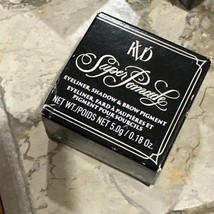 KVD
Super Pomade
EYELINER, SHADOW & BROW PIGMENT
EYELINER, FARD À PAUPIÈRES ET
PIGMENT POUR SOURCILS
NET WT./POIDS NET 5.0g / 0.18 Oz.